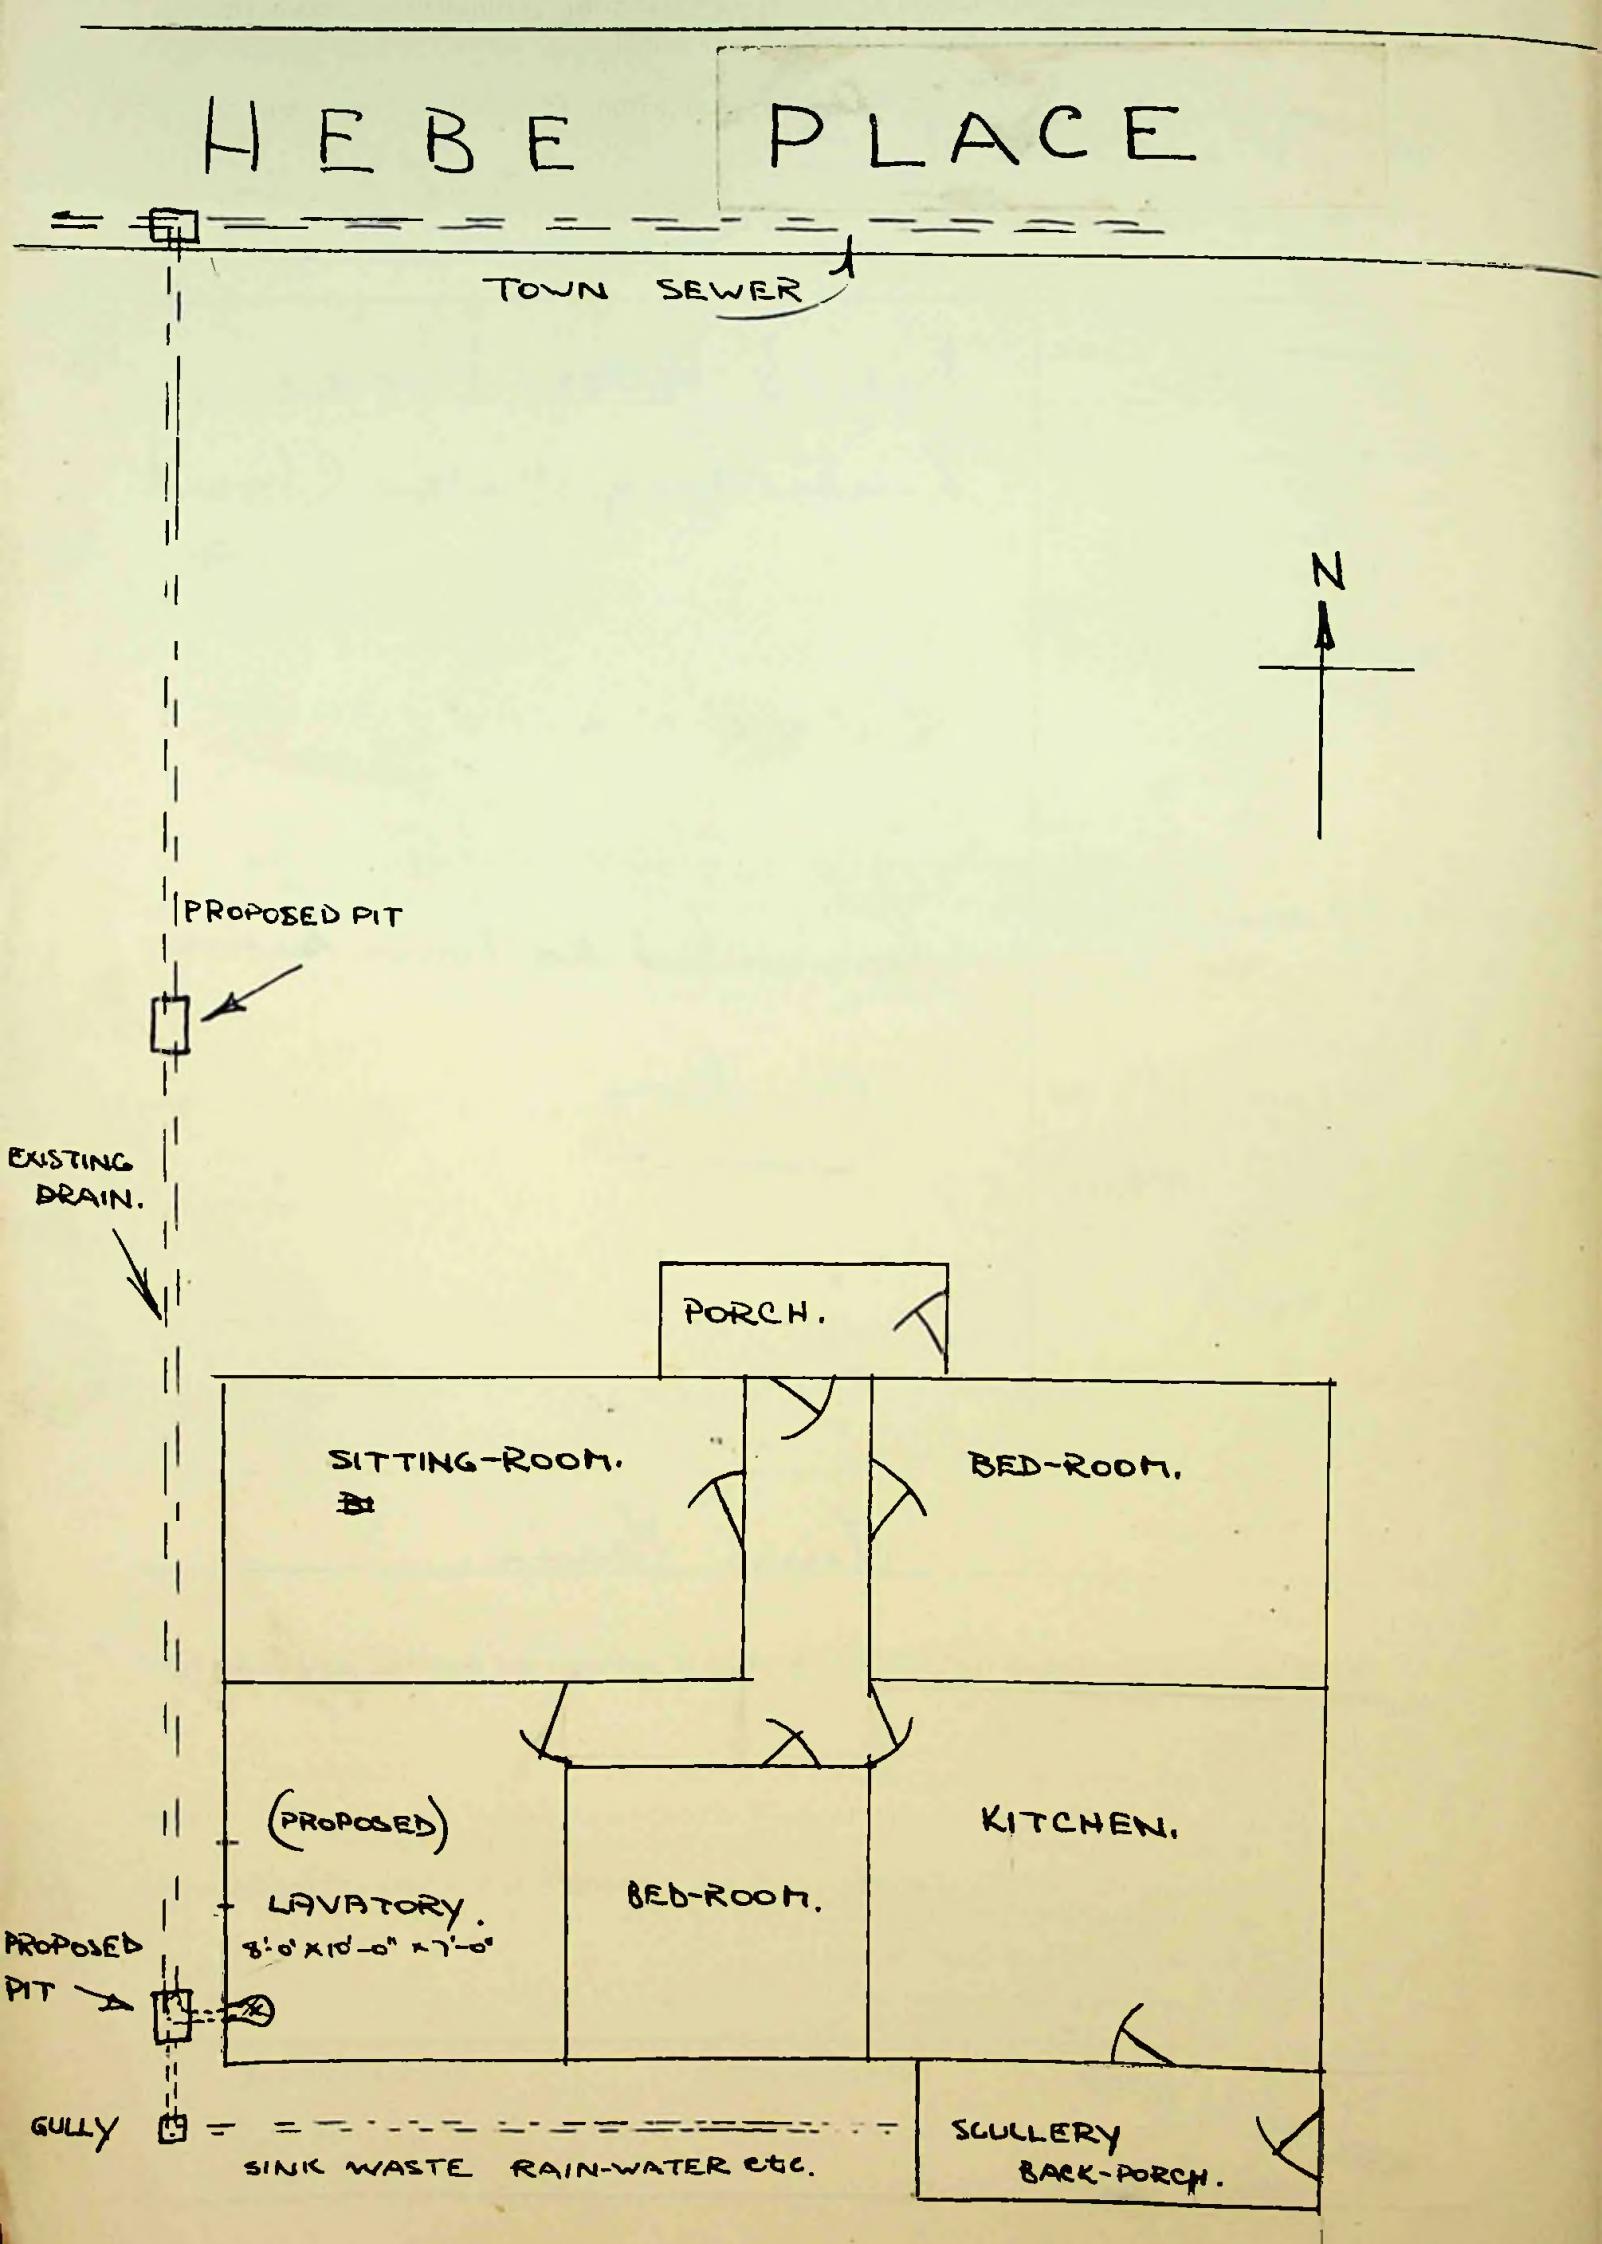 HEBE PLACE
TOWN SEWER
N
PROPOSED PIT
EXISTING
DRAIN.
PORCH.
SITTING-ROOM.
BED-ROOM.
(PROPOSED)
LAVATORY.
8'-0" x 10'-0" x 7'-0"
BED-ROOM.
KITCHEN.
PROPOSED
PIT
GULLY
SINK WASTE RAIN-WATER etc.
SCULLERY
BACK-PORCH.